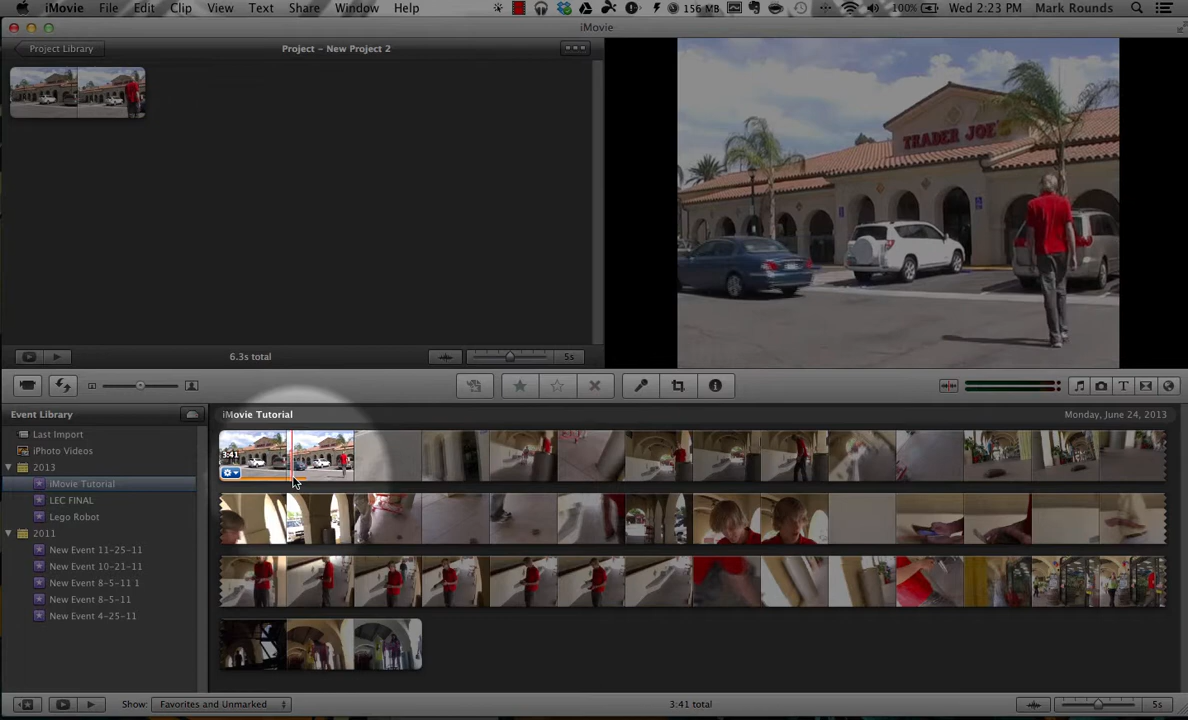 iMovie File Edit Clip View Text Share Window Help 156 MB 100% Wed 2:23 PM Mark Rounds
iMovie
Project Library
Project – New Project 2
TRADER JOE'S
6.3s total
5s
Event Library
iMovie Tutorial
Monday, June 24, 2013
Last Import
iPhoto Videos
2013
iMovie Tutorial
LEC FINAL
Lego Robot
2011
New Event 11-25-11
New Event 10-21-11
New Event 8-5-11 1
New Event 8-5-11
New Event 4-25-11
3:41
Show: Favorites and Unmarked
3:41 total
5s